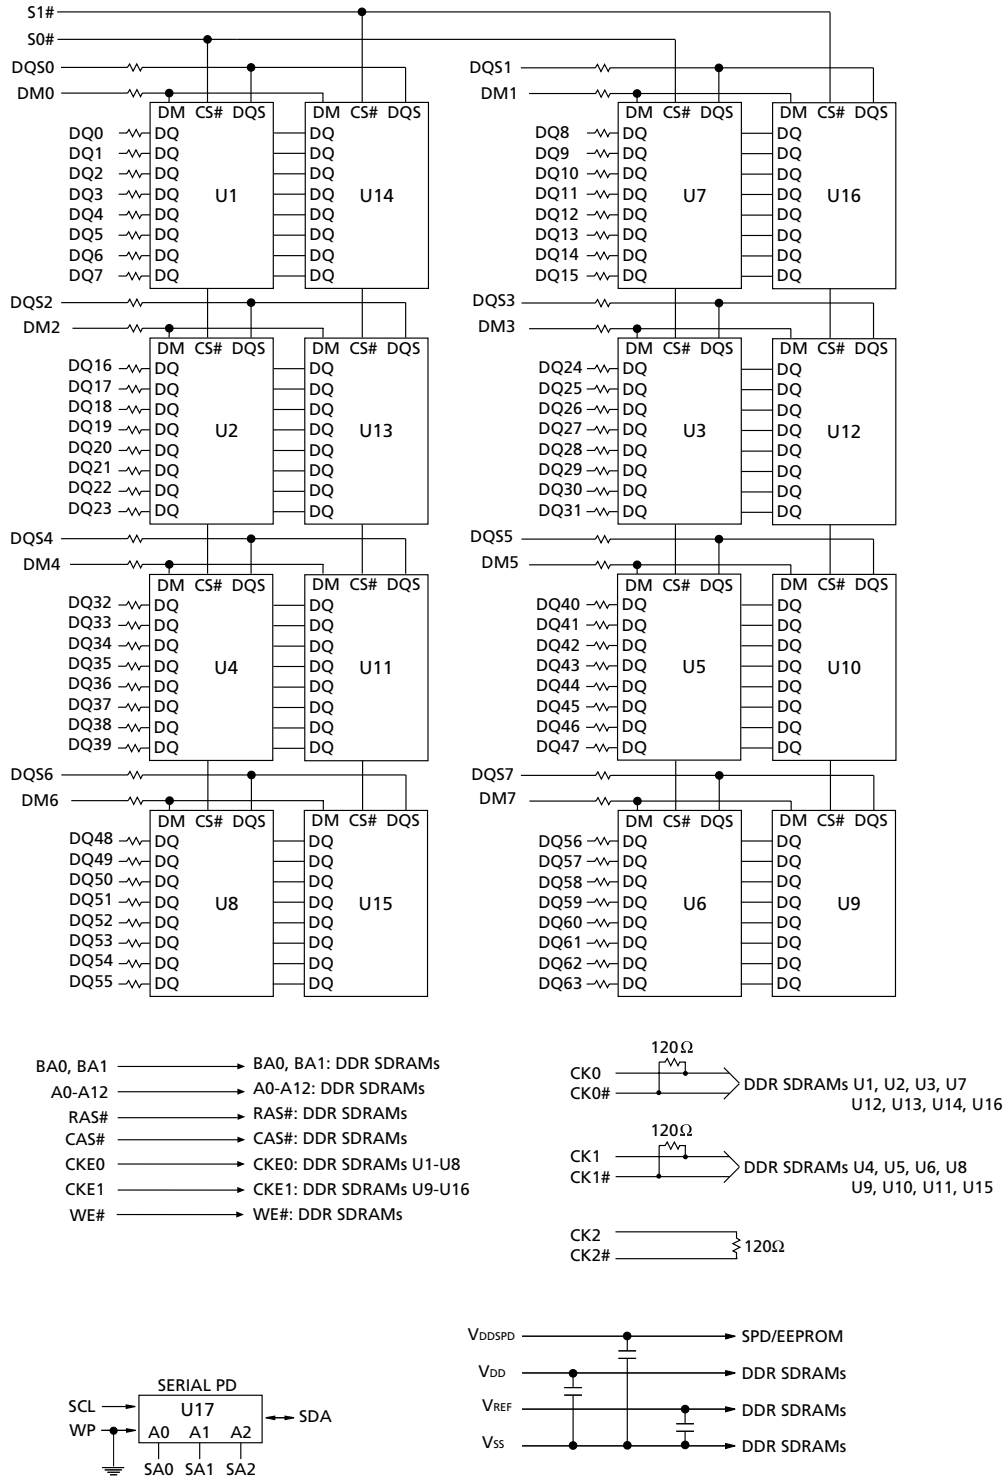 S1#
S0#
DQS0
DM0
DM CS# DQS
DM CS# DQS
DQ0 DQ DQ
DQ1 DQ DQ
DQ2 DQ DQ
DQ3 DQ DQ
U1 U14
DQ4 DQ DQ
DQ5 DQ DQ
DQ6 DQ DQ
DQ7 DQ DQ
DQS1
DM1
DM CS# DQS
DM CS# DQS
DQ8 DQ DQ
DQ9 DQ DQ
DQ10 DQ DQ
DQ11 DQ DQ
U7 U16
DQ12 DQ DQ
DQ13 DQ DQ
DQ14 DQ DQ
DQ15 DQ DQ
DQS2
DM2
DM CS# DQS
DM CS# DQS
DQ16 DQ DQ
DQ17 DQ DQ
DQ18 DQ DQ
DQ19 DQ DQ
U2 U13
DQ20 DQ DQ
DQ21 DQ DQ
DQ22 DQ DQ
DQ23 DQ DQ
DQS3
DM3
DM CS# DQS
DM CS# DQS
DQ24 DQ DQ
DQ25 DQ DQ
DQ26 DQ DQ
DQ27 DQ DQ
U3 U12
DQ28 DQ DQ
DQ29 DQ DQ
DQ30 DQ DQ
DQ31 DQ DQ
DQS4
DM4
DM CS# DQS
DM CS# DQS
DQ32 DQ DQ
DQ33 DQ DQ
DQ34 DQ DQ
DQ35 DQ DQ
U4 U11
DQ36 DQ DQ
DQ37 DQ DQ
DQ38 DQ DQ
DQ39 DQ DQ
DQS5
DM5
DM CS# DQS
DM CS# DQS
DQ40 DQ DQ
DQ41 DQ DQ
DQ42 DQ DQ
DQ43 DQ DQ
U5 U10
DQ44 DQ DQ
DQ45 DQ DQ
DQ46 DQ DQ
DQ47 DQ DQ
DQS6
DM6
DM CS# DQS
DM CS# DQS
DQ48 DQ DQ
DQ49 DQ DQ
DQ50 DQ DQ
DQ51 DQ DQ
U8 U15
DQ52 DQ DQ
DQ53 DQ DQ
DQ54 DQ DQ
DQ55 DQ DQ
DQS7
DM7
DM CS# DQS
DM CS# DQS
DQ56 DQ DQ
DQ57 DQ DQ
DQ58 DQ DQ
DQ59 DQ DQ
U6 U9
DQ60 DQ DQ
DQ61 DQ DQ
DQ62 DQ DQ
DQ63 DQ DQ
BA0, BA1 BA0, BA1: DDR SDRAMs
A0-A12 A0-A12: DDR SDRAMs
RAS# RAS#: DDR SDRAMs
CAS# CAS#: DDR SDRAMs
CKE0 CKE0: DDR SDRAMs U1-U8
CKE1 CKE1: DDR SDRAMs U9-U16
WE# WE#: DDR SDRAMs
120Ω
CK0
CK0#
DDR SDRAMs U1, U2, U3, U7
U12, U13, U14, U16
120Ω
CK1
CK1#
DDR SDRAMs U4, U5, U6, U8
U9, U10, U11, U15
CK2
CK2#
120Ω
SERIAL PD
SCL
WP
U17
A0 A1 A2
SDA
SA0 SA1 SA2
VDDSPD SPD/EEPROM
VDD DDR SDRAMs
VREF DDR SDRAMs
VSS DDR SDRAMs